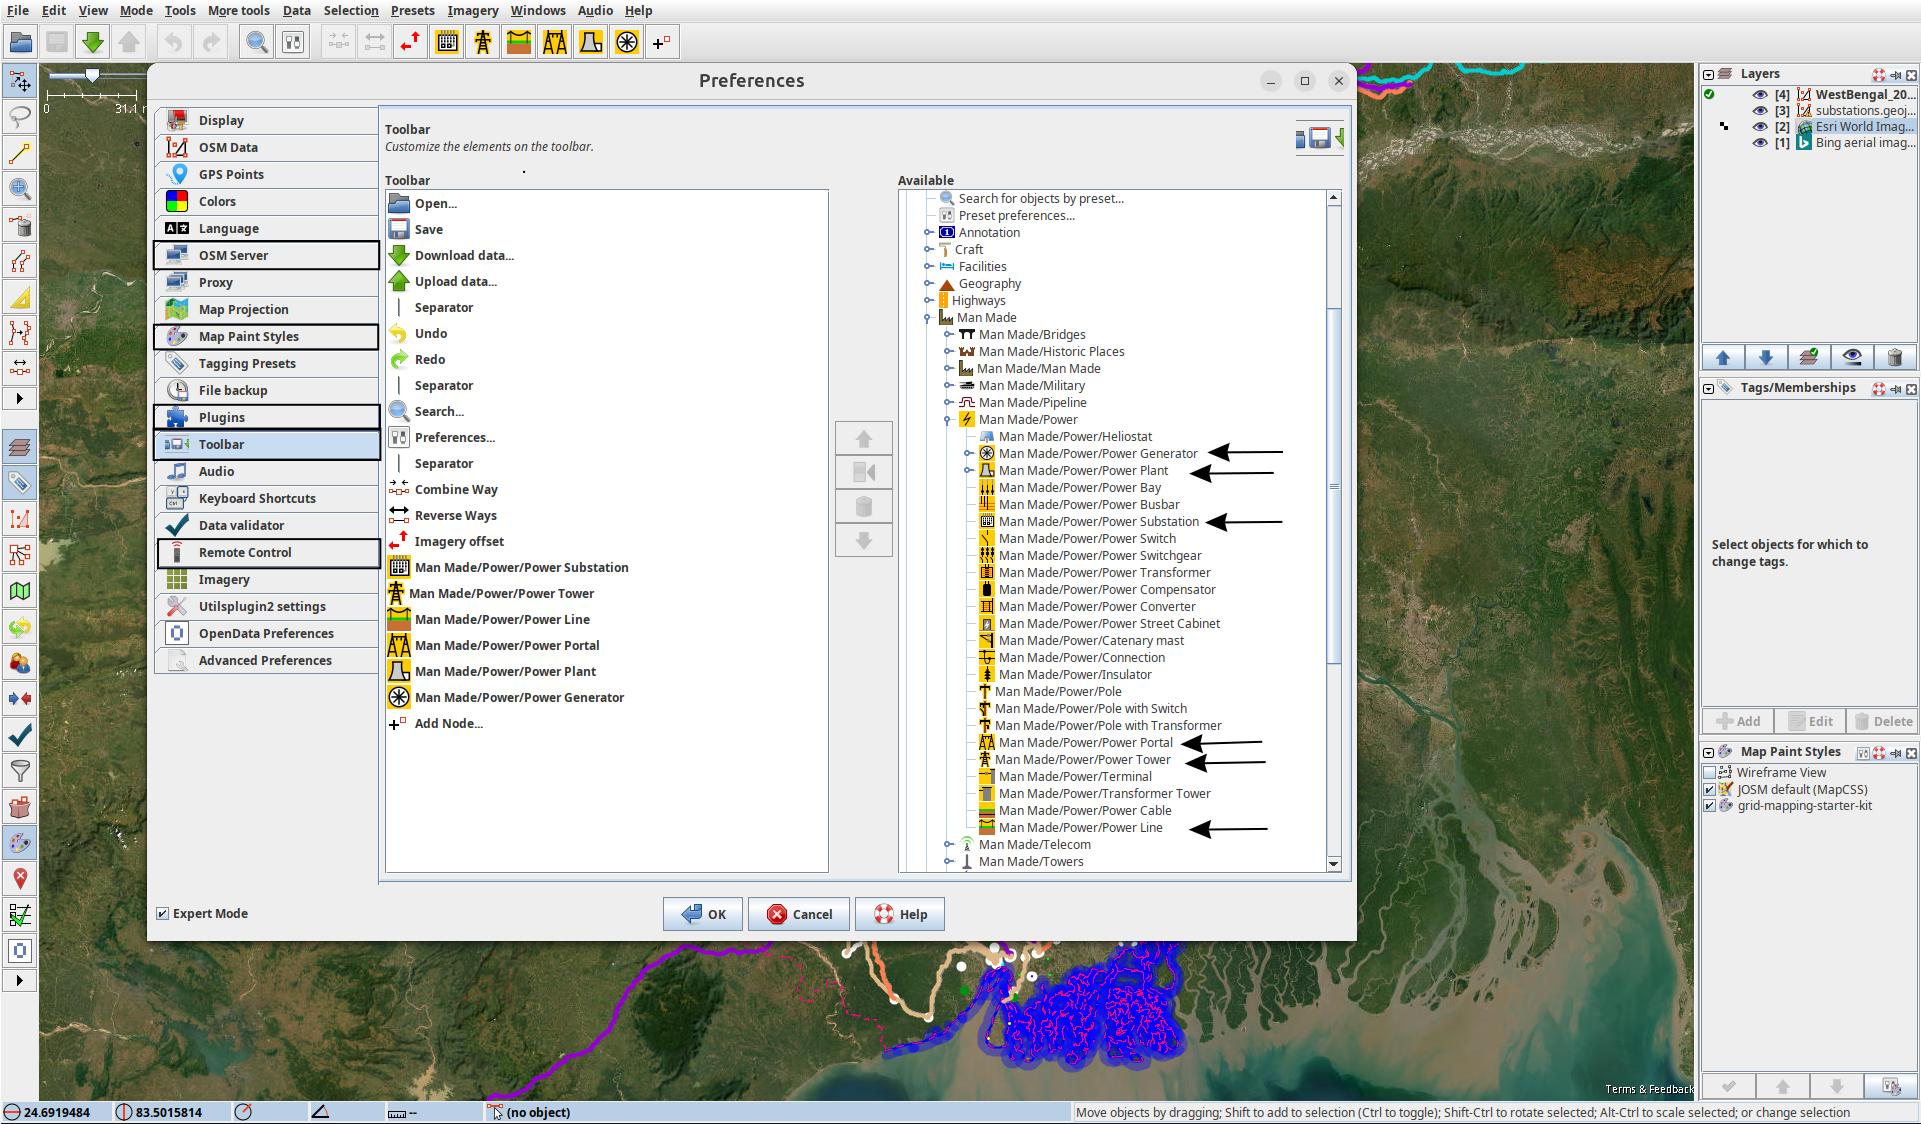 File Edit View Mode Tools More tools Data Selection Presets Imagery Windows Audio Help
0 31.1
Preferences
Display
OSM Data
GPS Points
Colors
Language
OSM Server
Proxy
Map Projection
Map Paint Styles
Tagging Presets
File backup
Plugins
Toolbar
Audio
Keyboard Shortcuts
Data validator
Remote Control
Imagery
Utilsplugin2 settings
OpenData Preferences
Advanced Preferences
Expert Mode
Toolbar
Customize the elements on the toolbar.
Toolbar
Open...
Save
Download data...
Upload data...
Separator
Undo
Redo
Separator
Search...
Preferences...
Separator
Combine Way
Reverse Ways
Imagery offset
Man Made/Power/Power Substation
Man Made/Power/Power Tower
Man Made/Power/Power Line
Man Made/Power/Power Portal
Man Made/Power/Power Plant
Man Made/Power/Power Generator
Add Node...
Available
Search for objects by preset...
Preset preferences...
Annotation
Craft
Facilities
Geography
Highways
Man Made
Man Made/Bridges
Man Made/Historic Places
Man Made/Man Made
Man Made/Military
Man Made/Pipeline
Man Made/Power
Man Made/Power/Heliostat
Man Made/Power/Power Generator
Man Made/Power/Power Plant
Man Made/Power/Power Bay
Man Made/Power/Power Busbar
Man Made/Power/Power Substation
Man Made/Power/Power Switch
Man Made/Power/Power Switchgear
Man Made/Power/Power Transformer
Man Made/Power/Power Compensator
Man Made/Power/Power Converter
Man Made/Power/Power Street Cabinet
Man Made/Power/Catenary mast
Man Made/Power/Connection
Man Made/Power/Insulator
Man Made/Power/Pole
Man Made/Power/Pole with Switch
Man Made/Power/Pole with Transformer
Man Made/Power/Power Portal
Man Made/Power/Power Tower
Man Made/Power/Terminal
Man Made/Power/Transformer Tower
Man Made/Power/Power Cable
Man Made/Power/Power Line
Man Made/Telecom
Man Made/Towers
OK Cancel Help
Layers
[4] WestBengal_20...
[3] substations.geoj...
[2] Esri World Imag...
[1] Bing aerial imag...
Tags/Memberships
Select objects for which to
change tags.
Add Edit Delete
Map Paint Styles
Wireframe View
JOSM default (MapCSS)
grid-mapping-starter-kit
Terms & Feedback
24.6919484 83.5015814 -- (no object) Move objects by dragging; Shift to add to selection (Ctrl to toggle); Shift-Ctrl to rotate selected; Alt-Ctrl to scale selected; or change selection